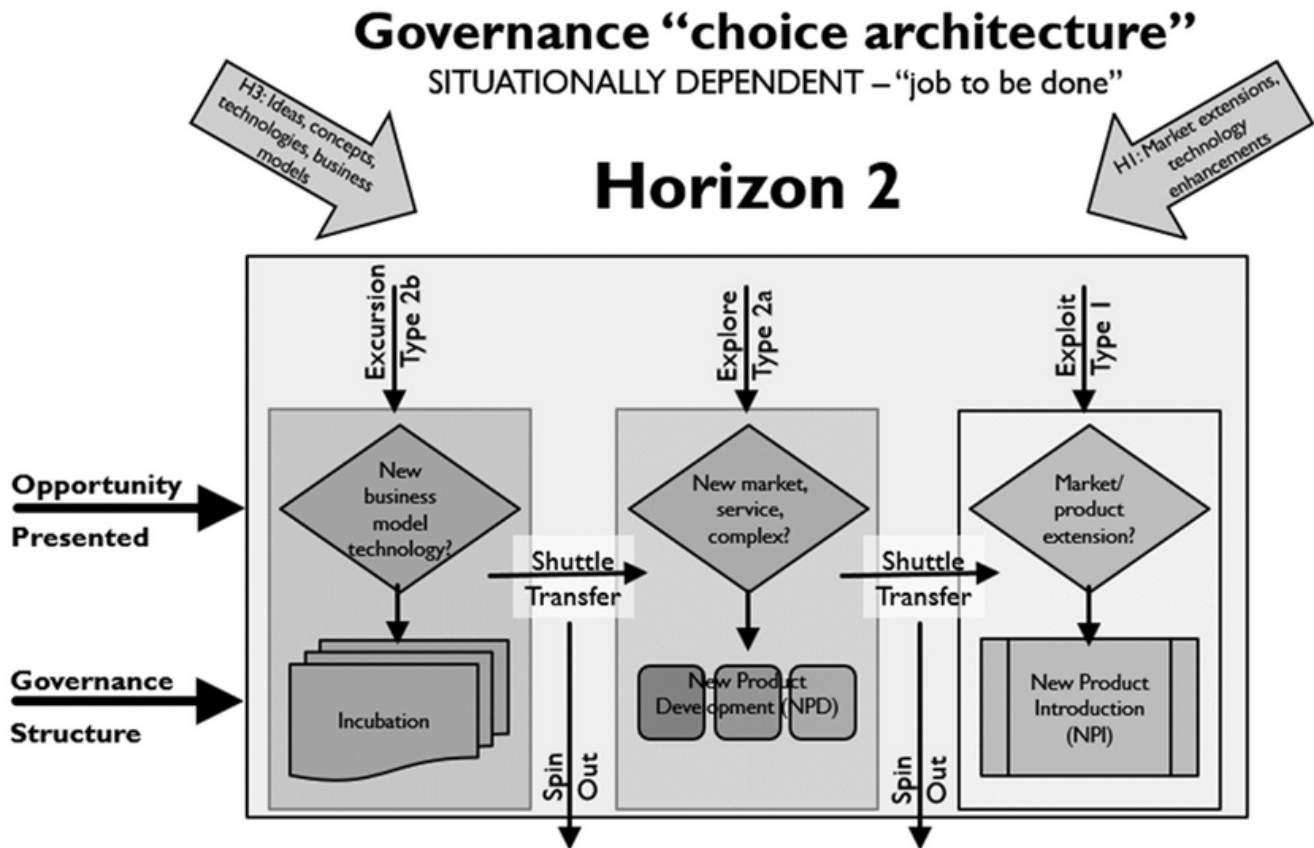 Governance “choice architecture”
SITUATIONALLY DEPENDENT – “job to be done”
H3: Ideas, concepts,
technologies, business
models
H1: Market extensions,
technology
enhancements
Horizon 2
Excursion
Type 2b
Explore
Type 2a
Exploit
Type 1
Opportunity
Presented
New
business
model
technology?
Shuttle
Transfer
New market,
service,
complex?
Shuttle
Transfer
Market/
product
extension?
Governance
Structure
Incubation
Spin
Out
New Product
Development (NPD)
Spin
Out
New Product
Introduction
(NPI)